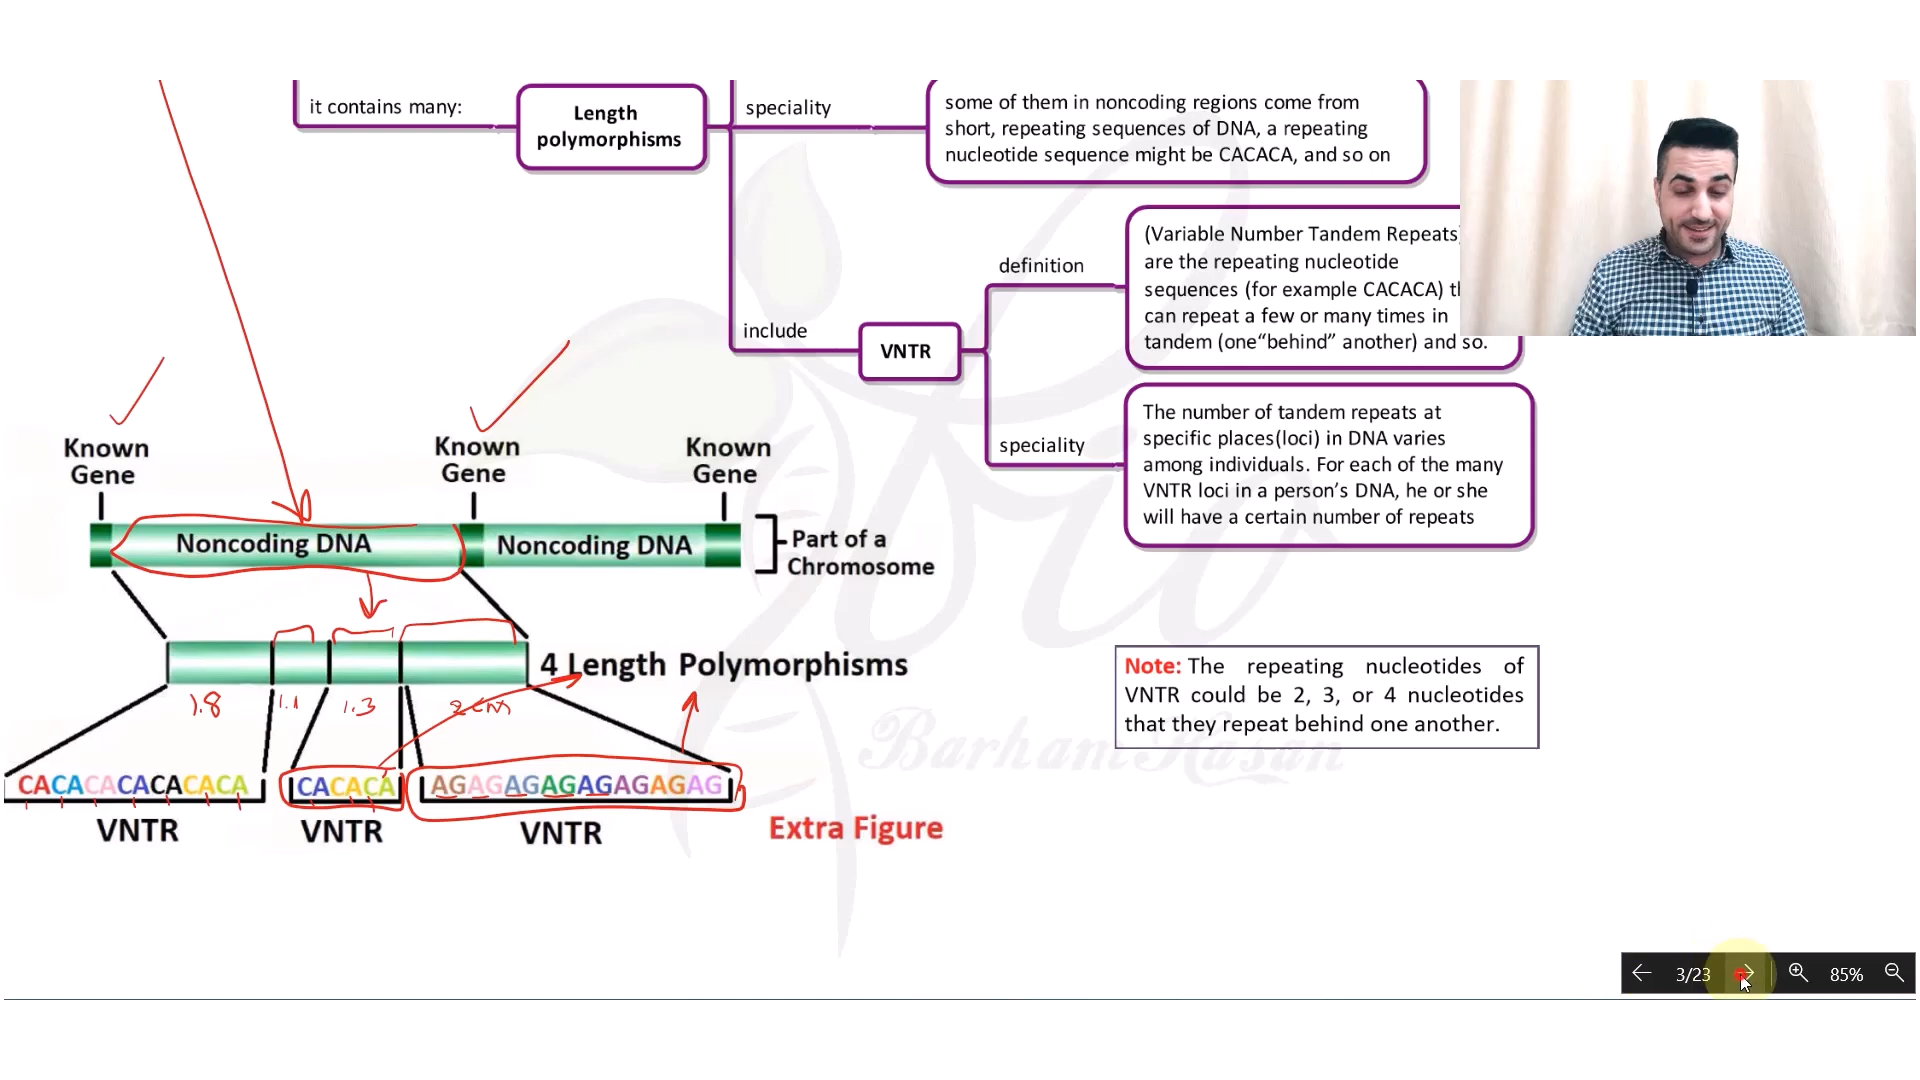 it contains many:
Length
polymorphisms
speciality
some of them in noncoding regions come from
short, repeating sequences of DNA, a repeating
nucleotide sequence might be CACACA, and so on
include
VNTR
definition
(Variable Number Tandem Repeats)
are the repeating nucleotide
sequences (for example CACACA)
can repeat a few or many times in
tandem (one“behind” another) and so.
speciality
The number of tandem repeats at
specific places(loci) in DNA varies
among individuals. For each of the many
VNTR loci in a person’s DNA, he or she
will have a certain number of repeats
Known
Gene
Known
Gene
Known
Gene
Noncoding DNA
Noncoding DNA
Part of a
Chromosome
4 Length Polymorphisms
1.8
1.1
1.3
2 cm
CACACACACACACA
CACACA
AGAGAGAGAGAGAGAG
VNTR
VNTR
VNTR
Extra Figure
Note: The repeating nucleotides of
VNTR could be 2, 3, or 4 nucleotides
that they repeat behind one another.
Bio
Barham Hasan
3/23
85%